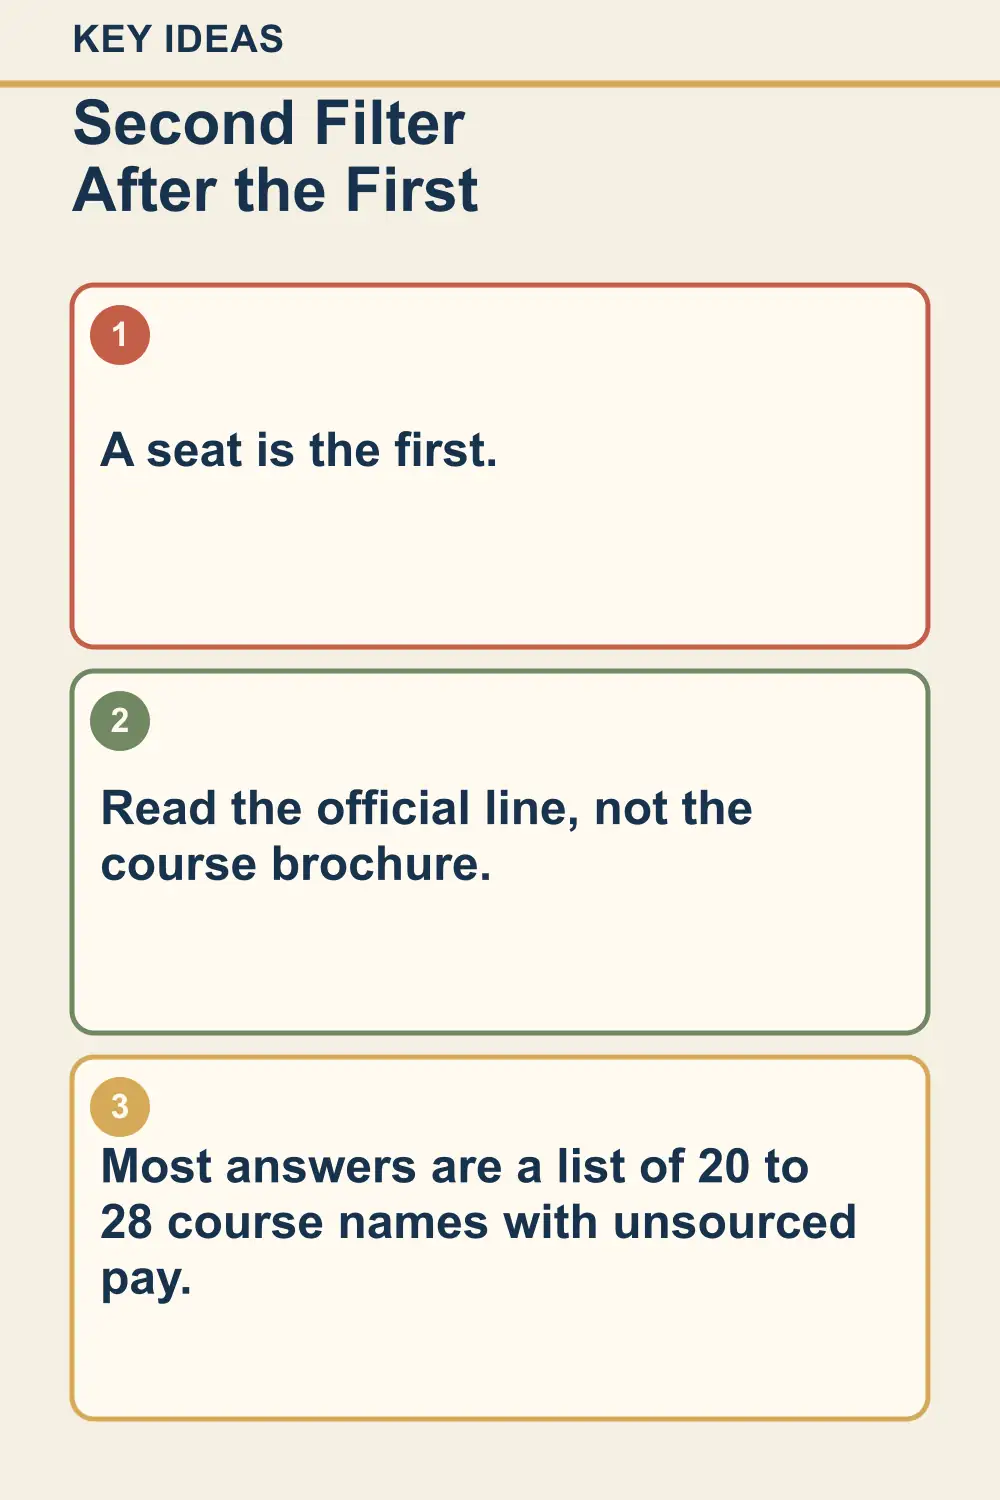 KEY IDEAS
Second Filter
After the First
1
A seat is the first.
2
Read the official line, not the
course brochure.
3
Most answers are a list of 20 to
28 course names with unsourced
pay.